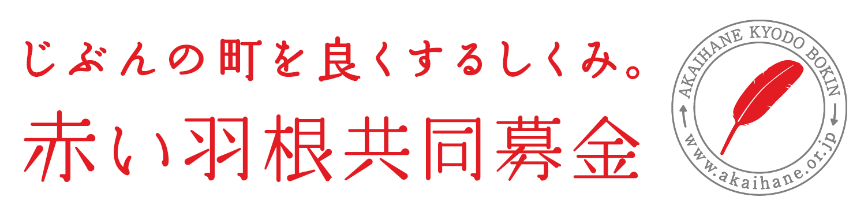 じぶんの町を良くするしくみ。
赤い羽根共同募金
AKAIHANE KYODO BOKIN
www.akaihane.or.jp